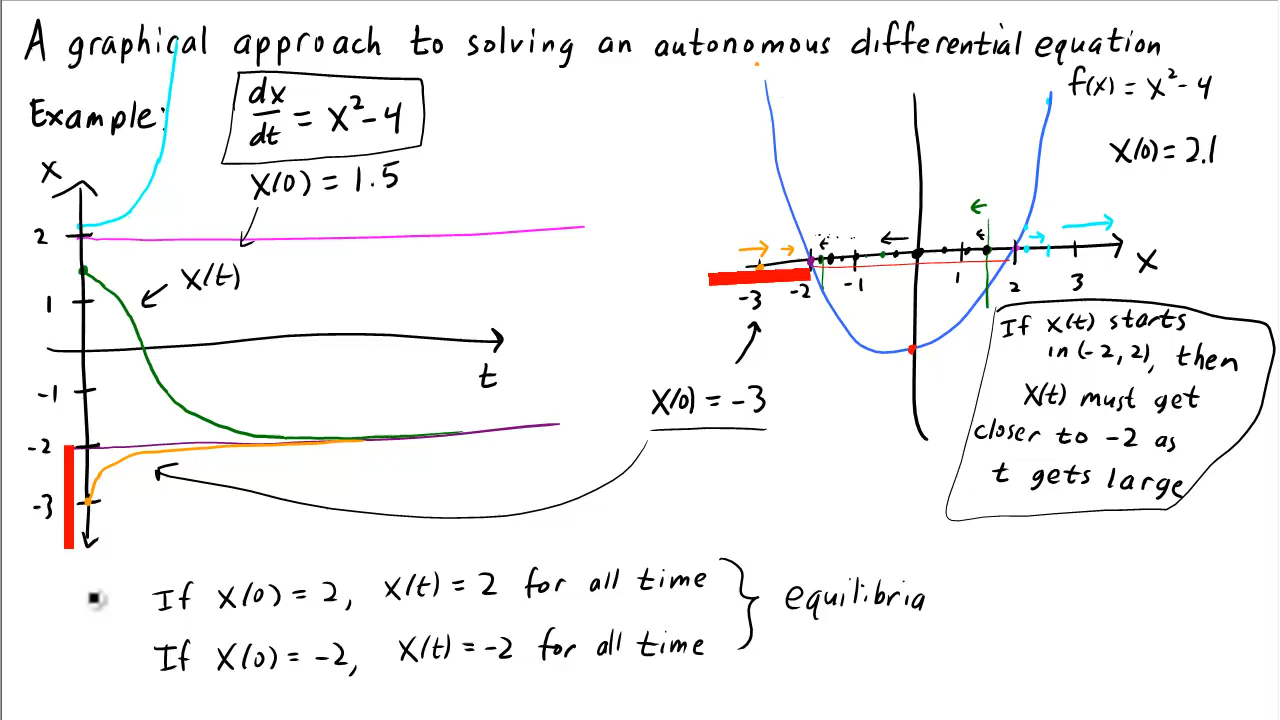 A graphical approach to solving an autonomous differential equation
Example:
dx/dt = x²-4
X(0) = 1.5
f(x) = x²-4
X(0) = 2.1
x
2
1
-1
-2
-3
X(t)
t
-3
-2
-1
1
2
3
X
X(0) = -3
If x(t) starts
in (-2, 2), then
X(t) must get
closer to -2 as
t gets large
If X(0) = 2, X(t) = 2 for all time
If X(0) = -2, X(t) = -2 for all time
equilibria